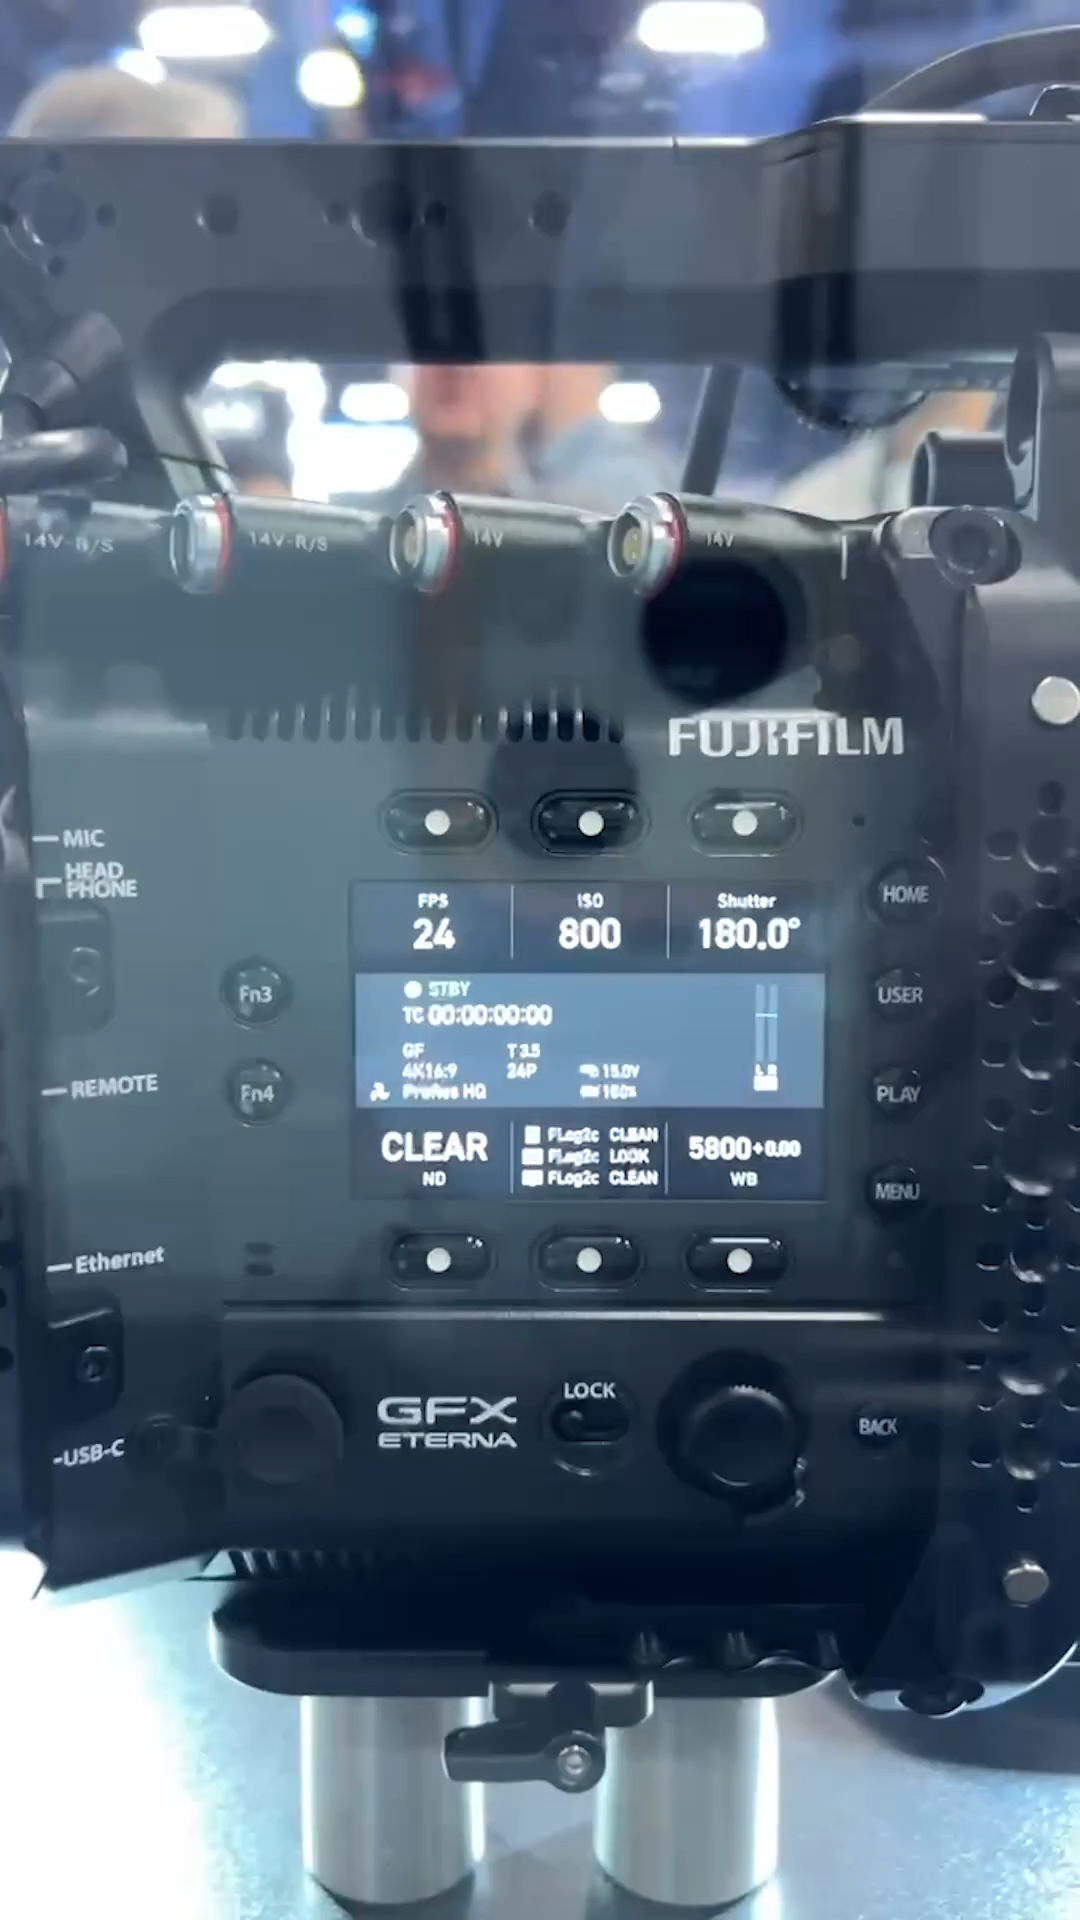 14V-R/S
14V-R/S
14V
14V
FUJIFILM
MIC
HEAD
PHONE
FPS
24
ISO
800
Shutter
180.0°
HOME
Fn3
STBY
TC 00:00:00:00
USER
GF
T 3.5
4K16:9
24P
15.0V
ProRes HQ
L R
REMOTE
Fn4
PLAY
CLEAR
ND
FLog2c CLEAN
FLog2c LOOK
FLog2c CLEAN
5800+0.00
WB
MENU
Ethernet
GFX
ETERNA
LOCK
BACK
USB-C